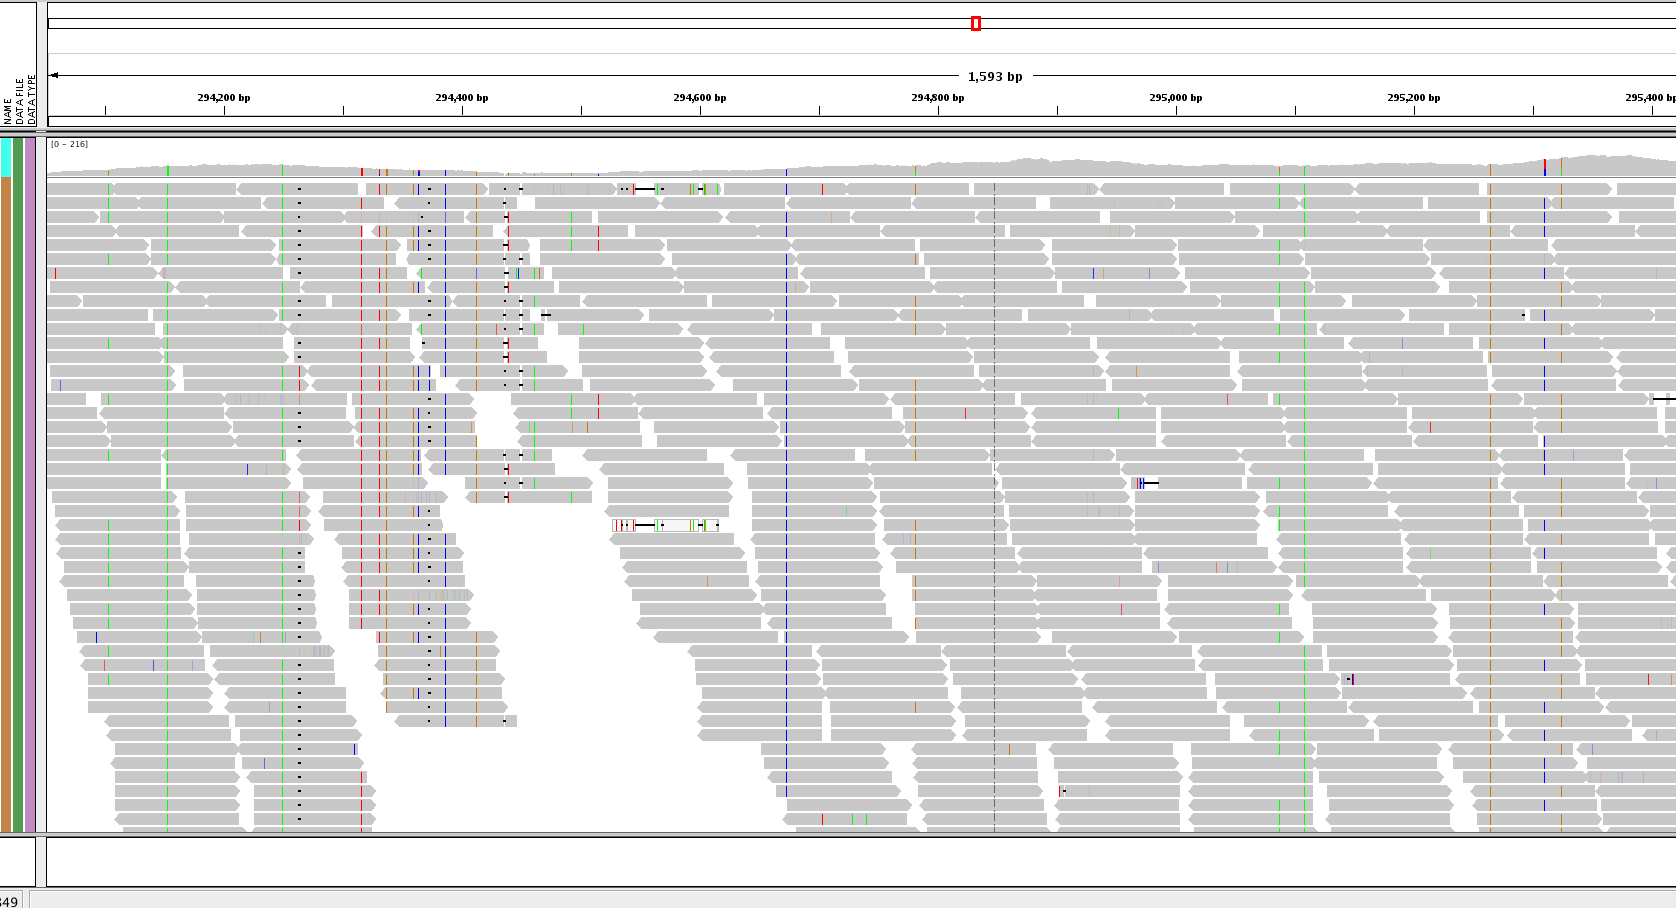 1,593 bp
294,200 bp
294,400 bp
294,600 bp
294,800 bp
295,000 bp
295,200 bp
295,400 bp
NAME
DATA FILE
DATA TYPE
[0 - 216]
349